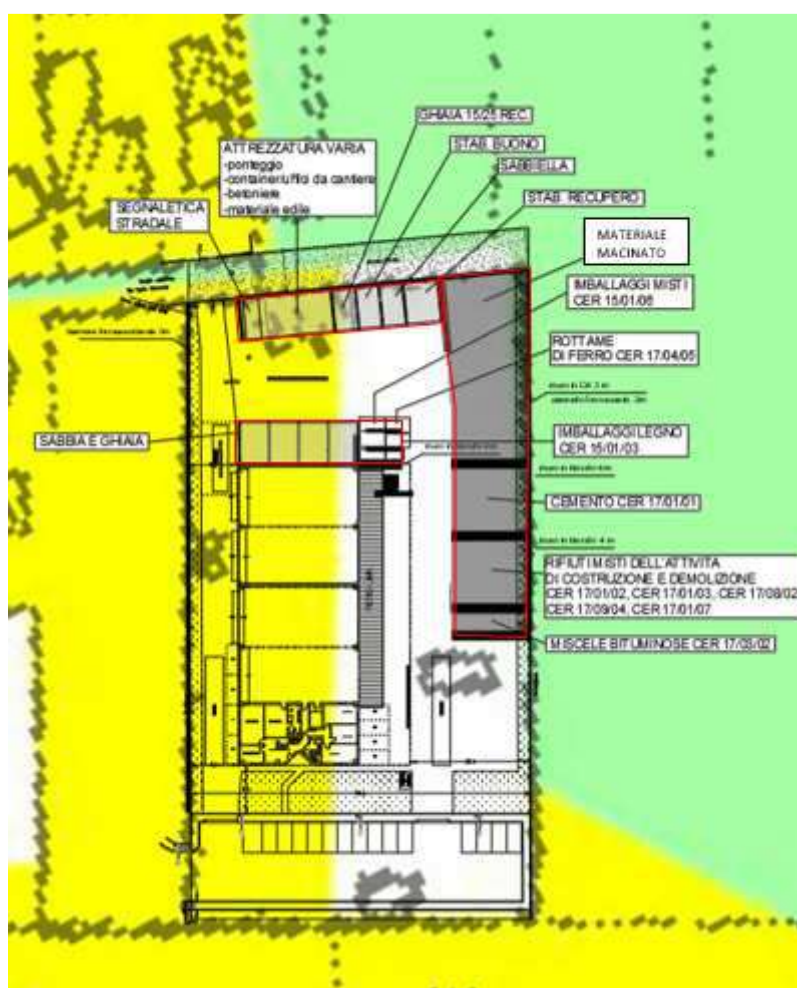 GHIAIA 15/25 REC.
STAB. BUONO
SABBIELLA
STAB. RECUPERO
ATTREZZATURA VARIA
-ponteggio
-container/uffici da cantiere
-betoniere
-materiale edile
SEGNALETICA
STRADALE
MATERIALE
MACINATO
IMBALLAGGI MISTI
CER 15/01/06
ROTTAME
DI FERRO CER 17/04/05
SABBIA E GHIAIA
IMBALLAGGI LEGNO
CER 15/01/03
CEMENTO CER 17/01/01
RIFIUTI MISTI DELL'ATTIVITA
DI COSTRUZIONE E DEMOLIZIONE
CER 17/01/02, CER 17/01/03, CER 17/08/02
CER 17/09/04, CER 17/01/07
MISCELE BITUMINOSE CER 17/03/02